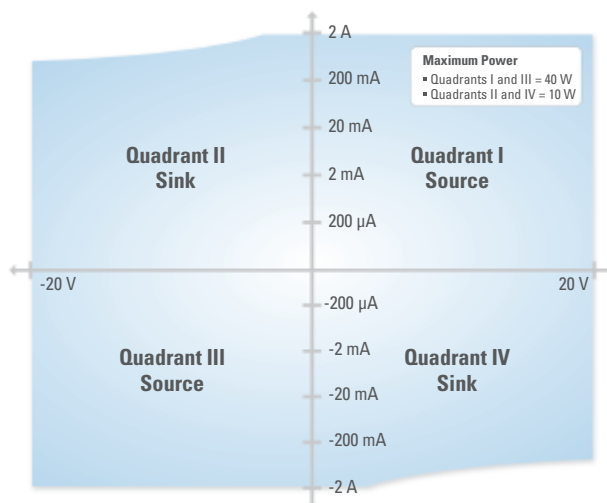 2 A
Maximum Power
▪ Quadrants I and III = 40 W
▪ Quadrants II and IV = 10 W
200 mA
20 mA
Quadrant II
Sink
Quadrant I
Source
2 mA
200 µA
-20 V
20 V
-200 µA
-2 mA
Quadrant III
Source
Quadrant IV
Sink
-20 mA
-200 mA
-2 A